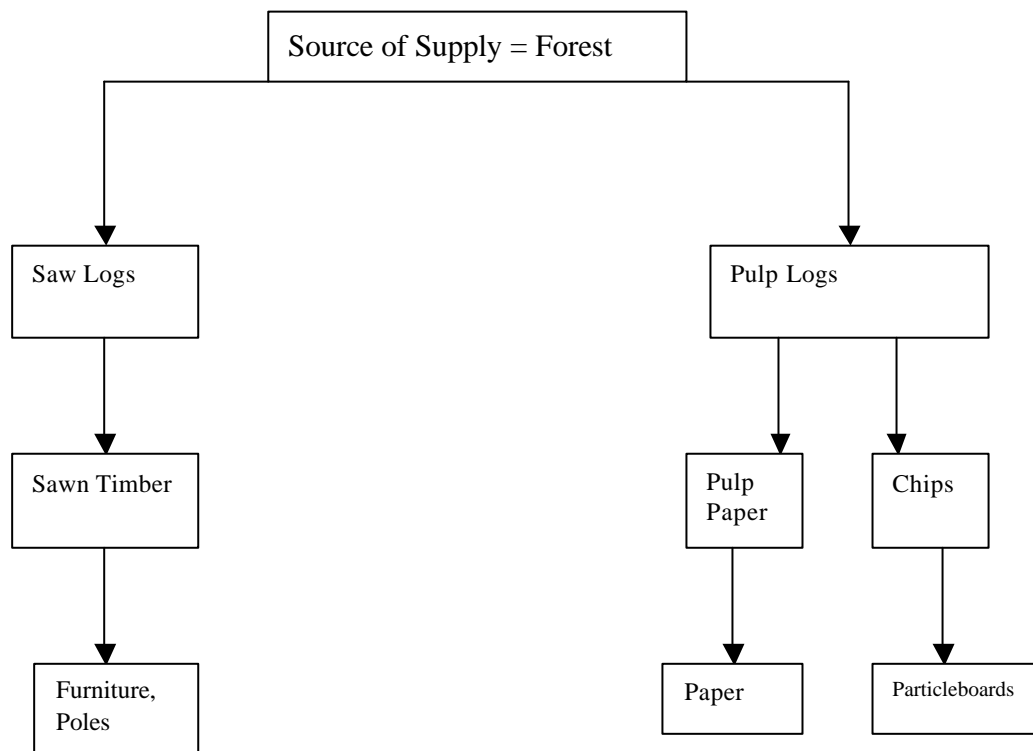 Source of Supply = Forest
Saw Logs
Pulp Logs
Sawn Timber
Pulp
Paper
Chips
Furniture,
Poles
Paper
Particleboards